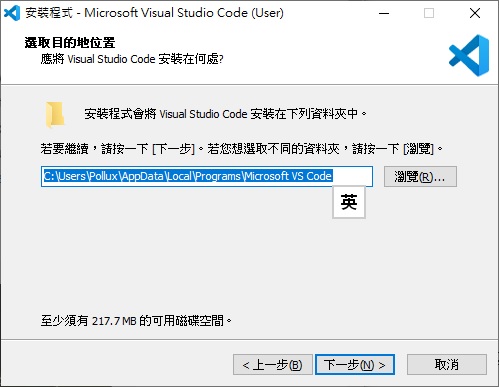 安裝程式 - Microsoft Visual Studio Code (User)
選取目的地位置
應將 Visual Studio Code 安裝在何處?
安裝程式會將 Visual Studio Code 安裝在下列資料夾中。
若要繼續，請按一下 [下一步]。若您想選取不同的資料夾，請按一下 [瀏覽]。
C:\Users\Pollux\AppData\Local\Programs\Microsoft VS Code
瀏覽(R)...
英
至少須有 217.7 MB 的可用磁碟空間。
< 上一步(B)
下一步(N) >
取消